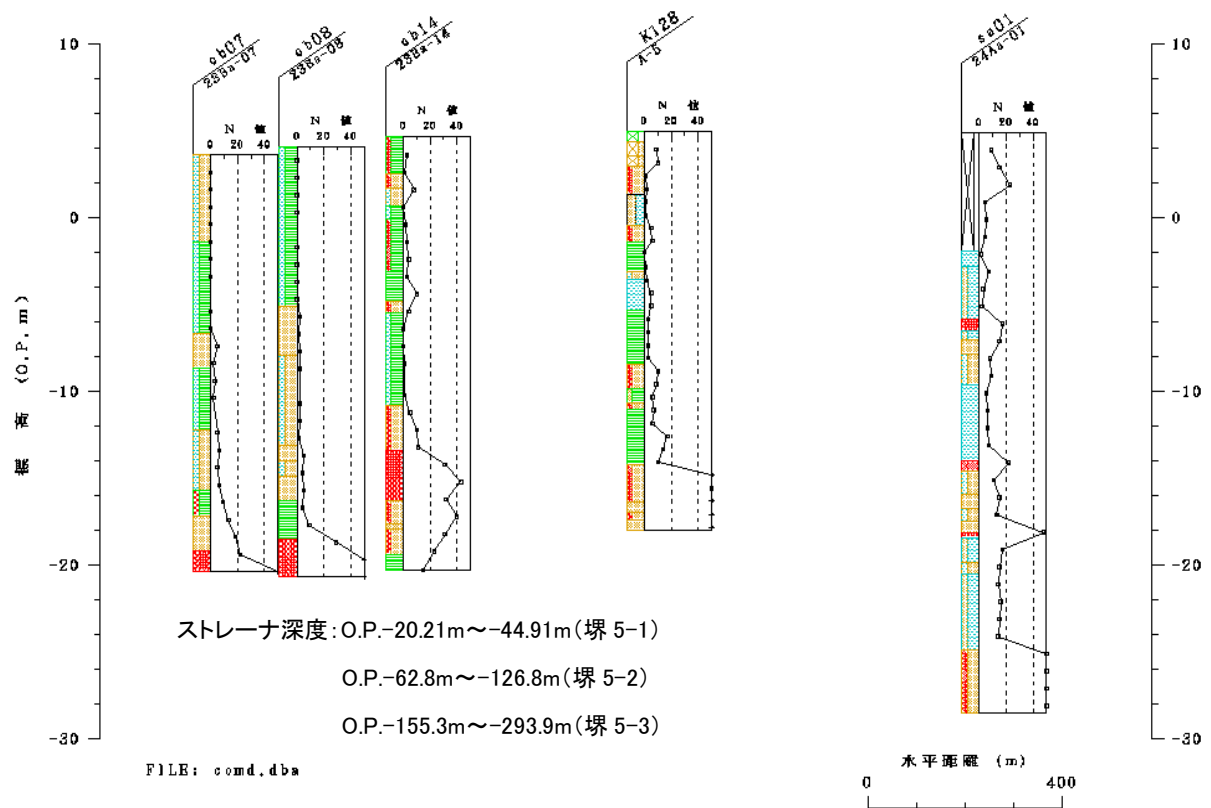 ob07
23Ba-07
ob08
23Ba-08
ob14
23Ba-14
K128
A-5
sa01
24Aa-01
10
0
-10
-20
-30
標 高 (O.P.m)
N 値
0 20 40
N 値
0 20 40
N 値
0 20 40
N 値
0 20 40
N 値
0 20 40
10
0
-10
-20
-30
ストレーナ深度:O.P.-20.21m～-44.91m(堺 5-1)
O.P.-62.8m～-126.8m(堺 5-2)
O.P.-155.3m～-293.9m(堺 5-3)
FILE: comd.dba
水平距離 (m)
0 400